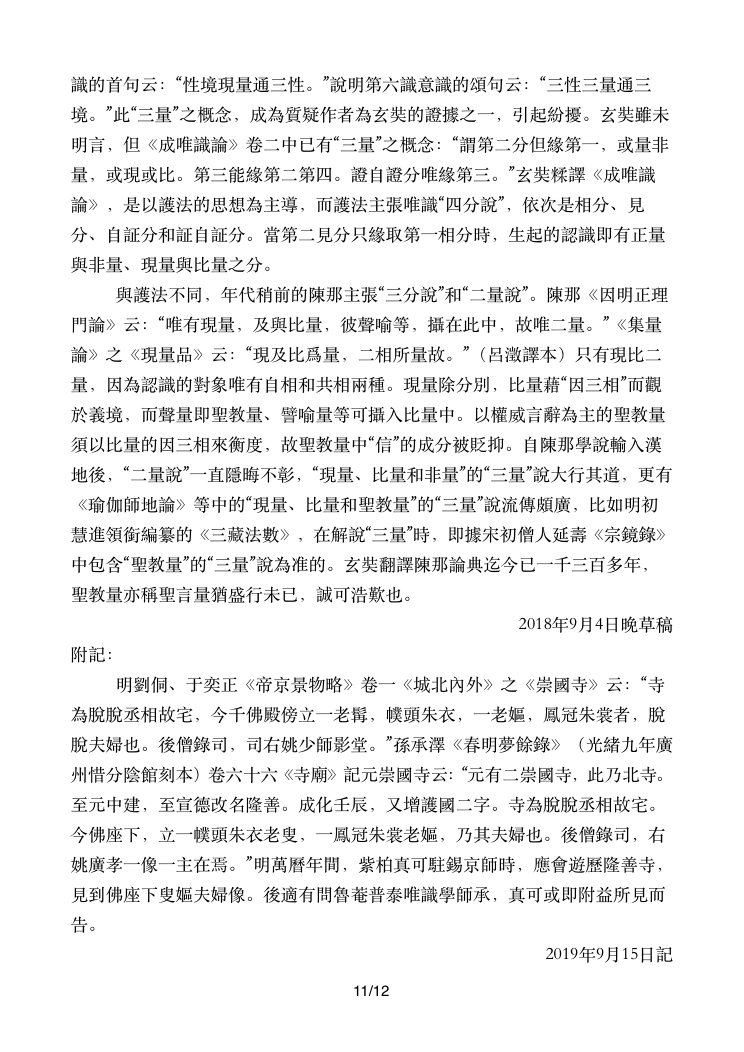 識的首句云：“性境現量通三性。”說明第六識意識的頌句云：“三性三量通三
境。”此“三量”之概念，成為質疑作者為玄奘的證據之一，引起紛擾。玄奘雖未
明言，但《成唯識論》卷二中已有“三量”之概念：“謂第二分但緣第一，或量非
量，或現或比。第三能緣第二第四。證自證分唯緣第三。”玄奘糅譯《成唯識
論》，是以護法的思想為主導，而護法主張唯識“四分說”，依次是相分、見
分、自証分和証自証分。當第二見分只緣取第一相分時，生起的認識即有正量
與非量、現量與比量之分。
與護法不同，年代稍前的陳那主張“三分說”和“二量說”。陳那《因明正理
門論》云：“唯有現量，及與比量，彼聲喻等，攝在此中，故唯二量。”《集量
論》之《現量品》云：“現及比爲量，二相所量故。”（呂澂譯本）只有現比二
量，因為認識的對象唯有自相和共相兩種。現量除分別，比量藉“因三相”而觀
於義境，而聲量即聖教量、譬喻量等可攝入比量中。以權威言辭為主的聖教量
須以比量的因三相來衡度，故聖教量中“信”的成分被貶抑。自陳那學說輸入漢
地後，“二量說”一直隱晦不彰，“現量、比量和非量”的“三量”說大行其道，更有
《瑜伽師地論》等中的“現量、比量和聖教量”的“三量”說流傳頗廣，比如明初
慧進領銜編纂的《三藏法數》，在解說“三量”時，即據宋初僧人延壽《宗鏡錄》
中包含“聖教量”的“三量”說為准的。玄奘翻譯陳那論典迄今已一千三百多年，
聖教量亦稱聖言量猶盛行未已，誠可浩歎也。
2018年9月4日晚草稿
附記：
明劉侗、于奕正《帝京景物略》卷一《城北內外》之《崇國寺》云：“寺
為脫脫丞相故宅，今千佛殿傍立一老髯，幞頭朱衣，一老嫗，鳳冠朱裳者，脫
脫夫婦也。後僧錄司，司右姚少師影堂。”孫承澤《春明夢餘錄》（光緒九年廣
州惜分陰館刻本）卷六十六《寺廟》記元崇國寺云：“元有二崇國寺，此乃北寺。
至元中建，至宣德改名隆善。成化壬辰，又增護國二字。寺為脫脫丞相故宅。
今佛座下，立一幞頭朱衣老叟，一鳳冠朱裳老嫗，乃其夫婦也。後僧錄司，右
姚廣孝一像一主在焉。”明萬曆年間，紫柏真可駐錫京師時，應會遊歷隆善寺，
見到佛座下叟嫗夫婦像。後適有問魯菴普泰唯識學師承，真可或即附益所見而
告。
2019年9月15日記
11/12